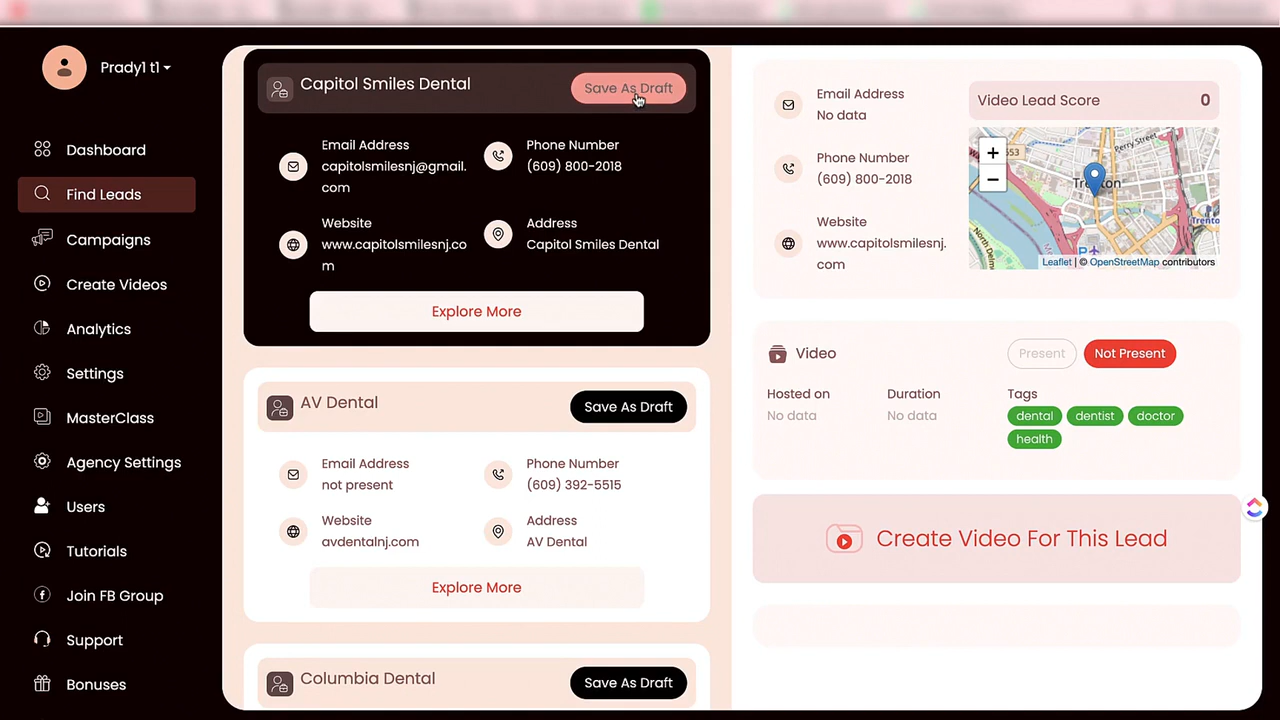 Prady1 t1
Dashboard
Find Leads
Campaigns
Create Videos
Analytics
Settings
MasterClass
Agency Settings
Users
Tutorials
Join FB Group
Support
Bonuses
Capitol Smiles Dental
Save As Draft
Email Address
capitolsmilesnj@gmail.
com
Phone Number
(609) 800-2018
Website
www.capitolsmilesnj.co
m
Address
Capitol Smiles Dental
Explore More
AV Dental
Save As Draft
Email Address
not present
Phone Number
(609) 392-5515
Website
avdentalnj.com
Address
AV Dental
Explore More
Columbia Dental
Save As Draft
Email Address
No data
Phone Number
(609) 800-2018
Website
www.capitolsmilesnj.
com
Video Lead Score 0
+
−
553
Perry Street
Trenton
Trento
North Delm
P
Leaflet | © OpenStreetMap contributors
Video
Present
Not Present
Hosted on
No data
Duration
No data
Tags
dental dentist doctor
health
Create Video For This Lead